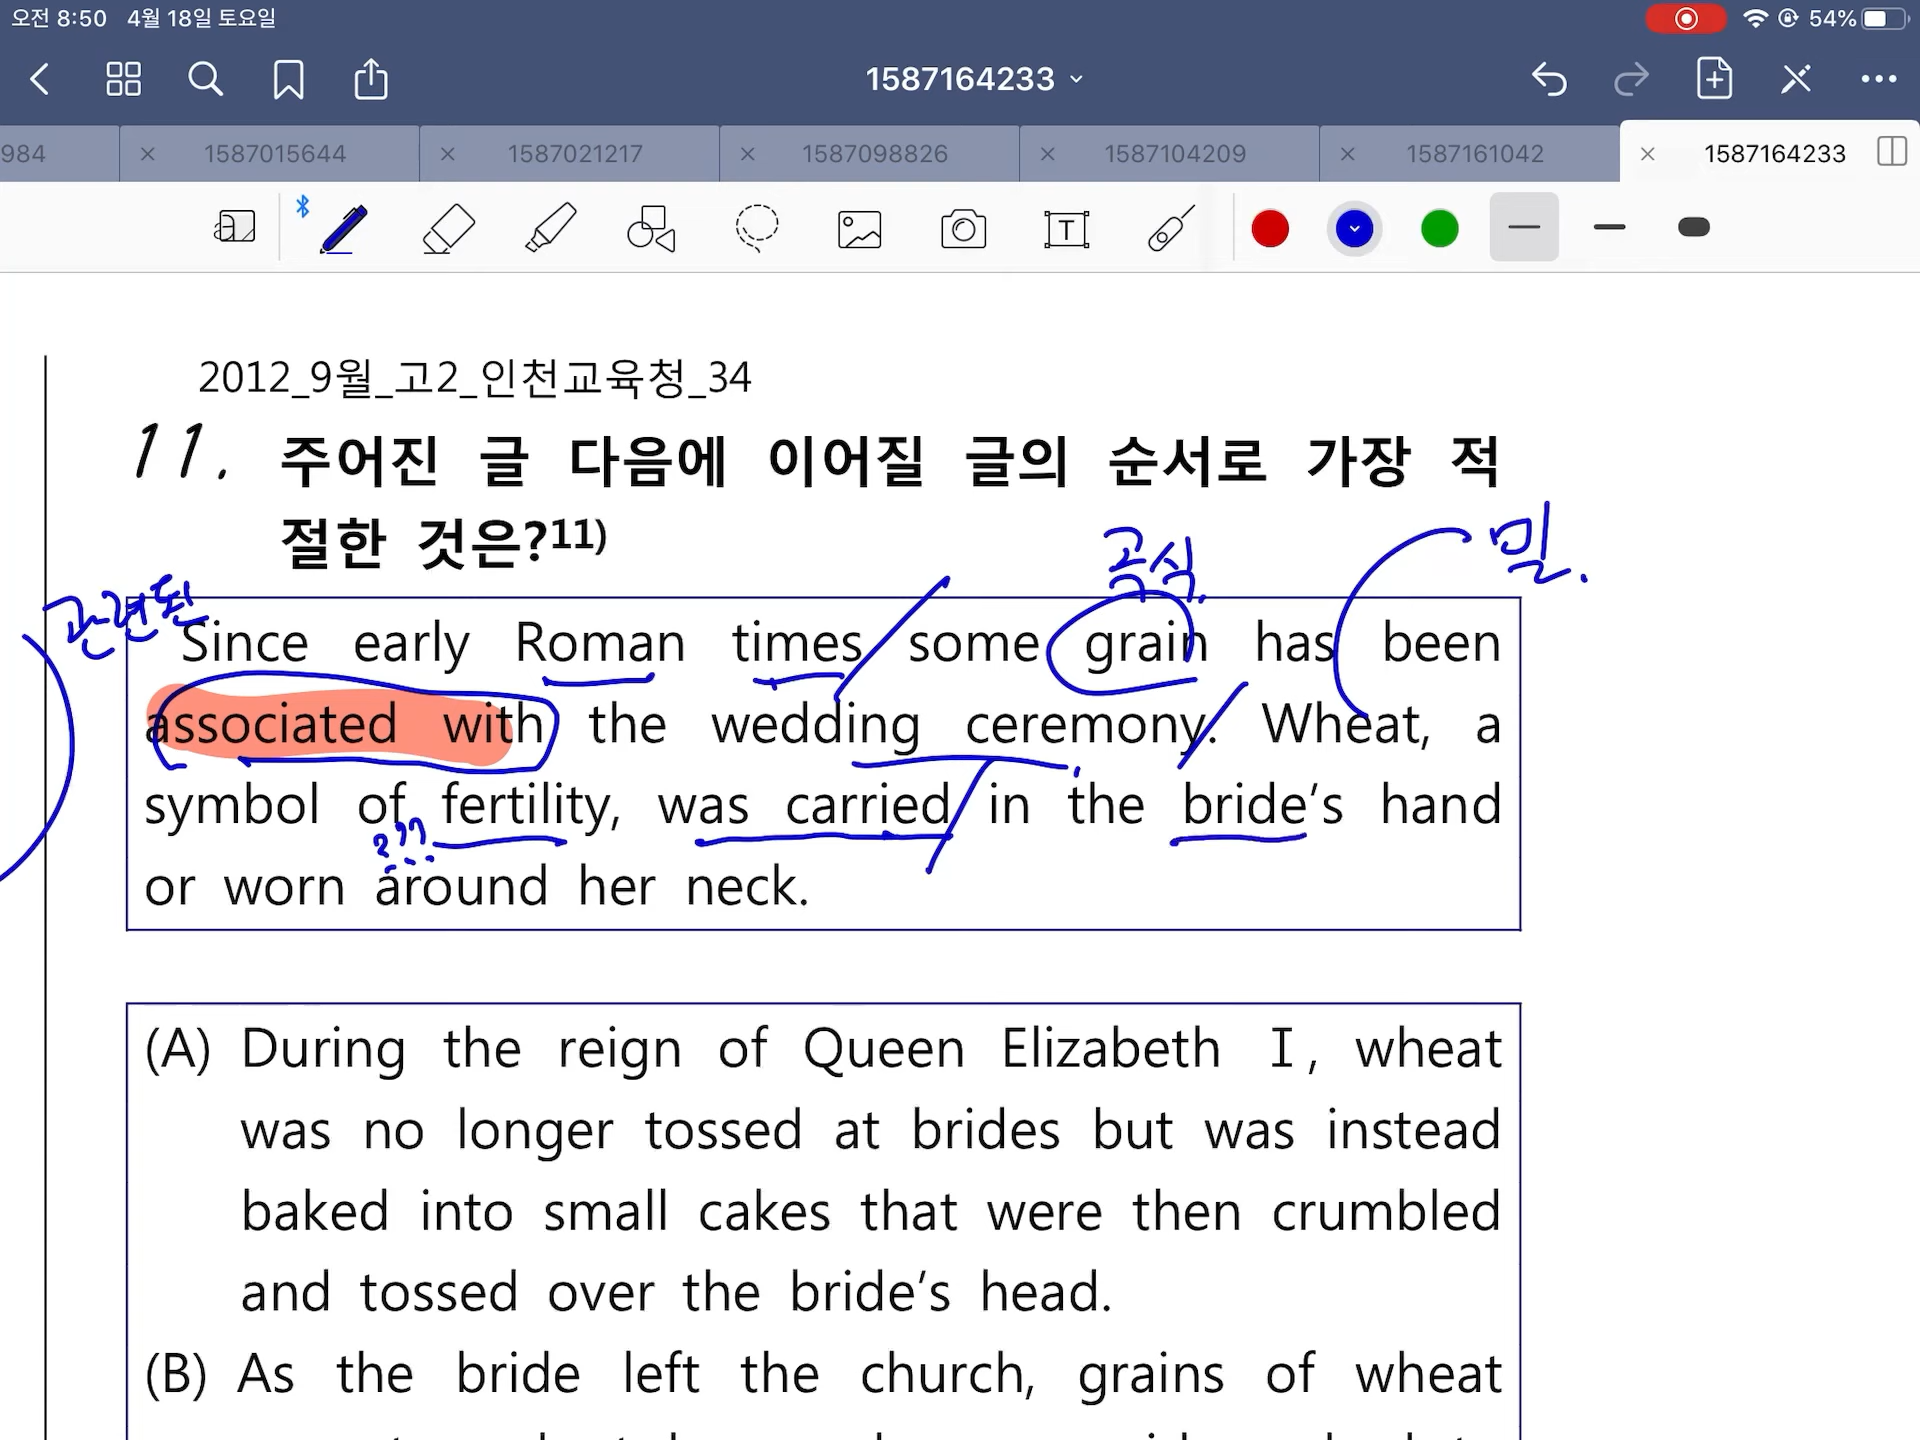 오전 8:50 4월 18일 토요일 54%
1587164233
984 1587015644 1587021217 1587098826 1587104209 1587161042 1587164233
2012_9월_고2_인천교육청_34
11. 주어진 글 다음에 이어질 글의 순서로 가장 적
절한 것은?11)
곡식. 밀.
관련된
Since early Roman times some grain has been
associated with the wedding ceremony. Wheat, a
symbol of fertility, was carried in the bride's hand
???
or worn around her neck.
(A) During the reign of Queen Elizabeth I, wheat
was no longer tossed at brides but was instead
baked into small cakes that were then crumbled
and tossed over the bride's head.
(B) As the bride left the church, grains of wheat